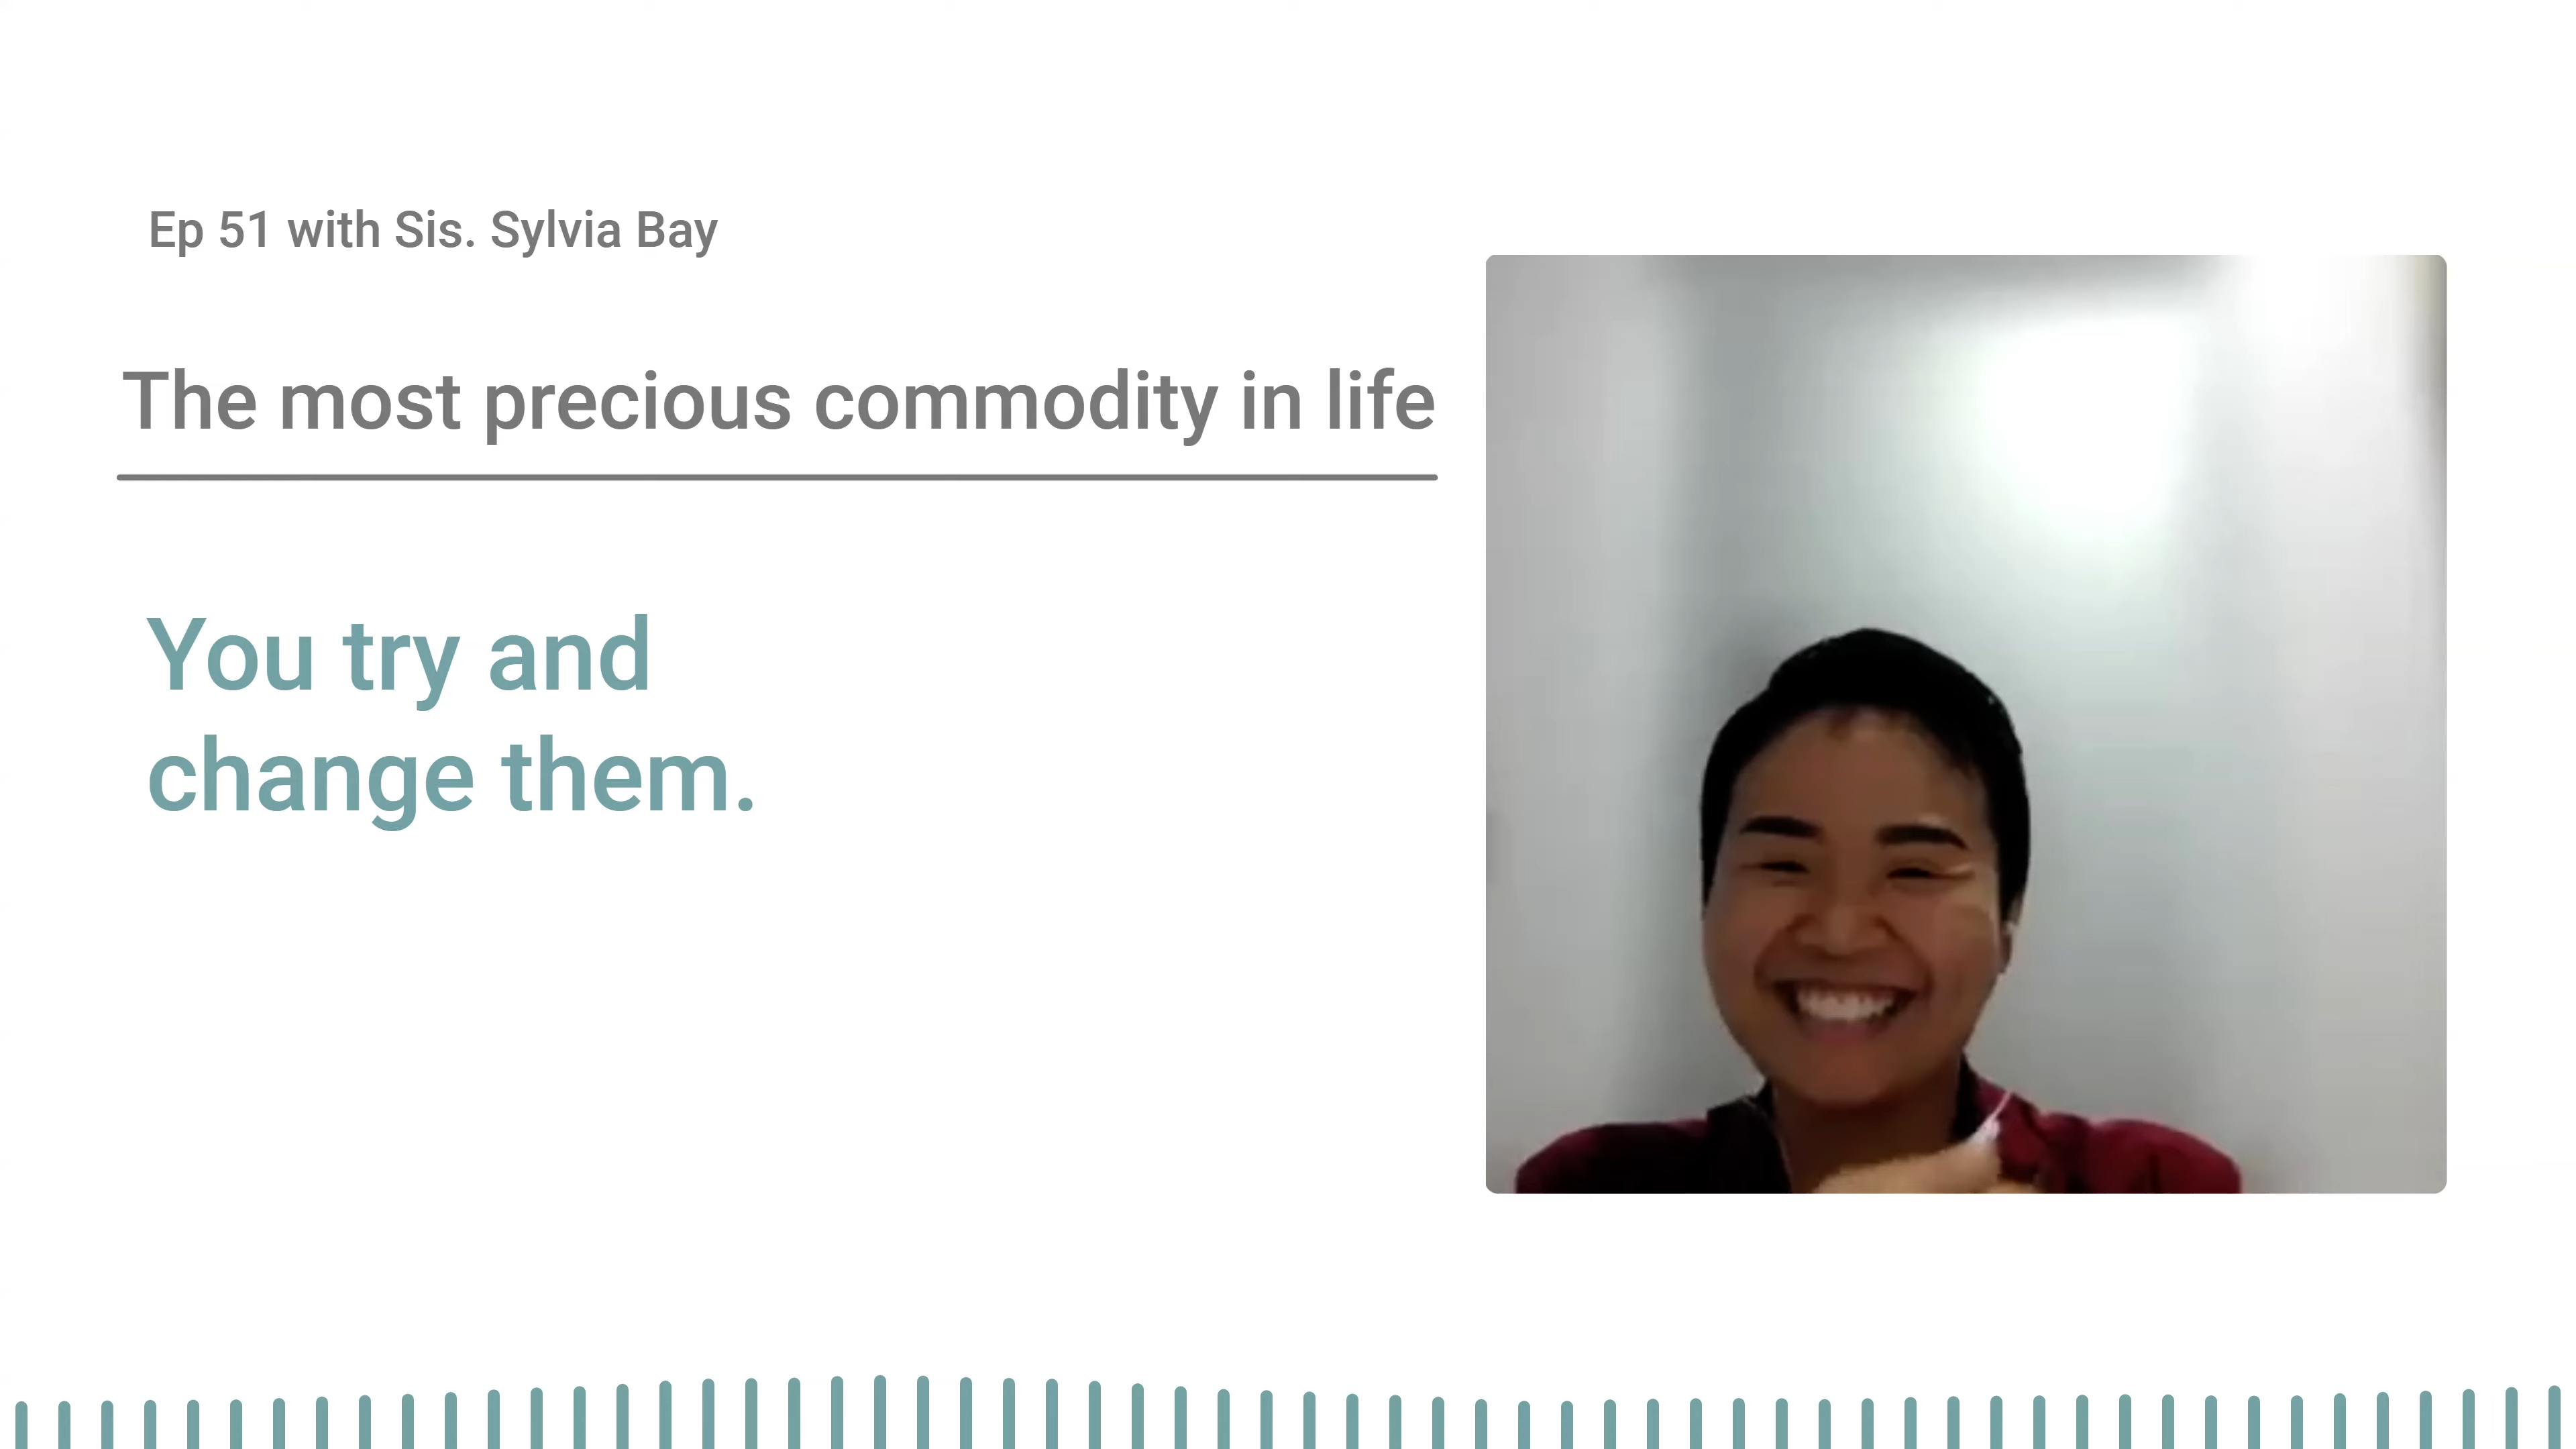 Ep 51 with Sis. Sylvia Bay
The most precious commodity in life
You try and
change them.